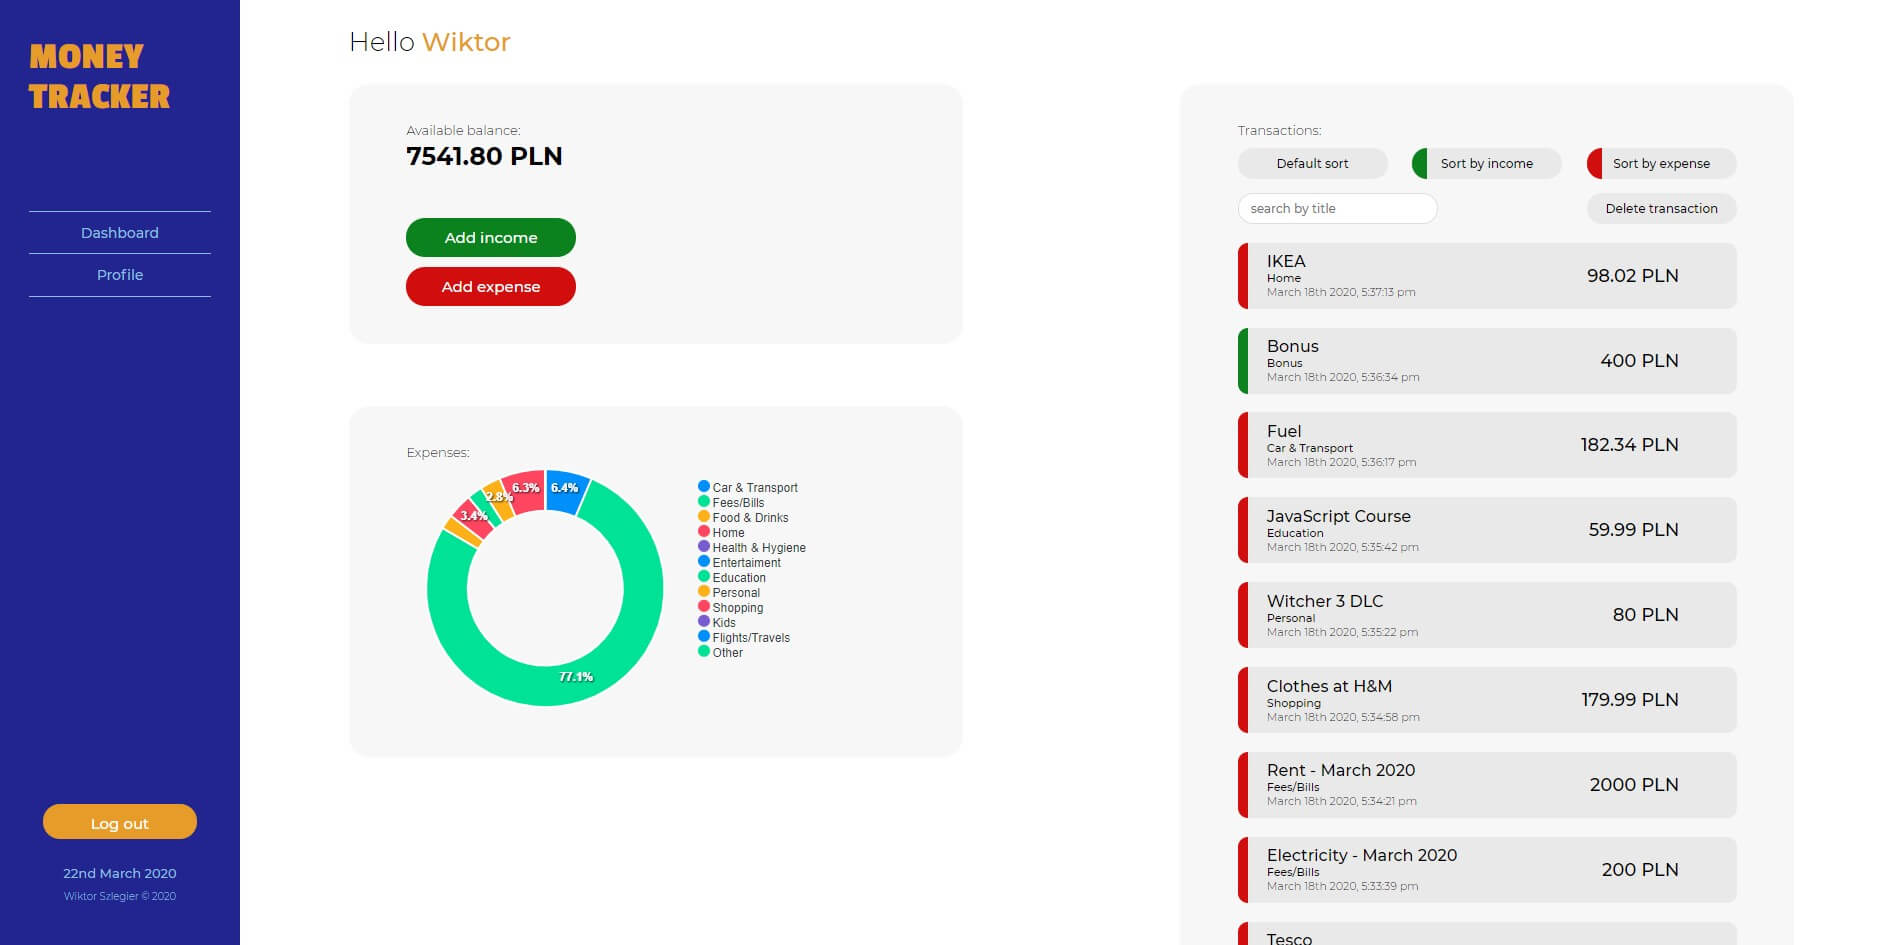 MONEY
TRACKER
Dashboard
Profile
Log out
22nd March 2020
Wiktor Szlegier © 2020
Hello Wiktor
Available balance:
7541.80 PLN
Add income
Add expense
Expenses:
6.3%
6.4%
2.8%
3.4%
77.1%
Car & Transport
Fees/Bills
Food & Drinks
Home
Health & Hygiene
Entertaiment
Education
Personal
Shopping
Kids
Flights/Travels
Other
Transactions:
Default sort
Sort by income
Sort by expense
search by title
Delete transaction
IKEA
Home
March 18th 2020, 5:37:13 pm
98.02 PLN
Bonus
Bonus
March 18th 2020, 5:36:34 pm
400 PLN
Fuel
Car & Transport
March 18th 2020, 5:36:17 pm
182.34 PLN
JavaScript Course
Education
March 18th 2020, 5:35:42 pm
59.99 PLN
Witcher 3 DLC
Personal
March 18th 2020, 5:35:22 pm
80 PLN
Clothes at H&M
Shopping
March 18th 2020, 5:34:58 pm
179.99 PLN
Rent - March 2020
Fees/Bills
March 18th 2020, 5:34:21 pm
2000 PLN
Electricity - March 2020
Fees/Bills
March 18th 2020, 5:33:39 pm
200 PLN
Tesco